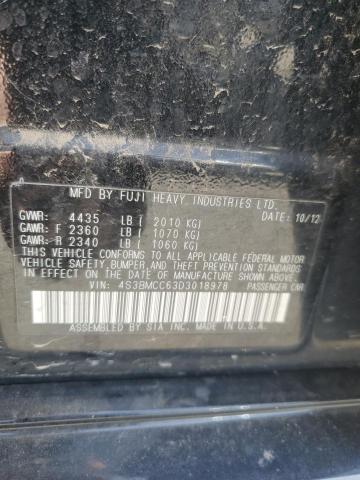 MFD BY FUJI HEAVY INDUSTRIES LTD.
DATE: 10/12
GVWR: 4435 LB ( 2010 KG)
GAWR: F 2360 LB ( 1070 KG)
GAWR: R 2340 LB ( 1060 KG)
THIS VEHICLE CONFORMS TO ALL APPLICABLE FEDERAL MOTOR
VEHICLE SAFETY, BUMPER, AND THEFT PREVENTION STANDARDS
IN EFFECT ON THE DATE OF MANUFACTURE SHOWN ABOVE.
VIN: 4S3BMCC63D3018978 PASSENGER CAR
ASSEMBLED BY SIA INC. MADE IN U.S.A.